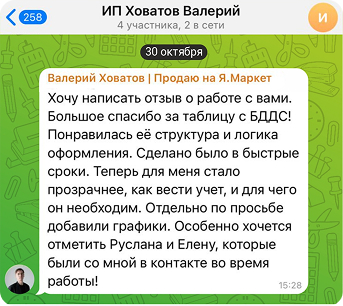 258
ИП Ховатов Валерий
4 участника, 2 в сети
И
30 октября
Валерий Ховатов | Продаю на Я.Маркет
Хочу написать отзыв о работе с вами.
Большое спасибо за таблицу с БДДС!
Понравилась её структура и логика
оформления. Сделано было в быстрые
сроки. Теперь для меня стало
прозрачнее, как вести учет, и для чего
он необходим. Отдельно по просьбе
добавили графики. Особенно хочется
отметить Руслана и Елену, которые
были со мной в контакте во время
работы!
15:28